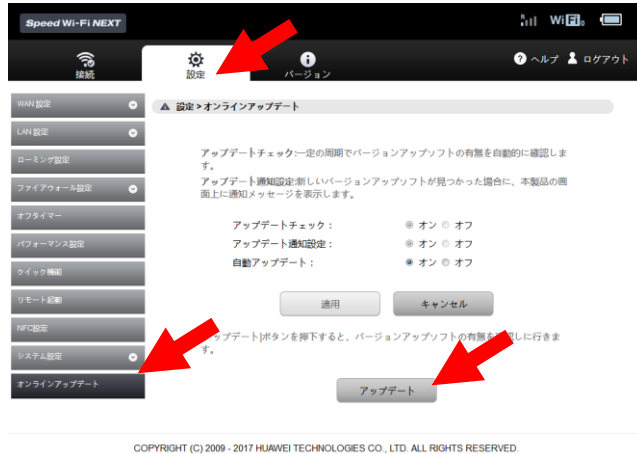 Speed Wi-Fi NEXT
WiFi
接続
設定
バージョン
ヘルプ
ログアウト
WAN設定
LAN設定
ローミング設定
ファイアウォール設定
オフタイマー
パフォーマンス設定
クイック機能
リモート起動
NFC設定
システム設定
オンラインアップデート
設定 > オンラインアップデート
アップデートチェック:一定の周期でバージョンアップソフトの有無を自動的に確認しま
す。
アップデート通知設定:新しいバージョンアップソフトが見つかった場合に、本製品の画
面上に通知メッセージを表示します。
アップデートチェック： オン オフ
アップデート通知設定： オン オフ
自動アップデート： オン オフ
適用 キャンセル
ップデート]ボタンを押下すると、バージョンアップソフトの有無を 認しに行きま
す。
アップデート
COPYRIGHT (C) 2009 - 2017 HUAWEI TECHNOLOGIES CO., LTD. ALL RIGHTS RESERVED.